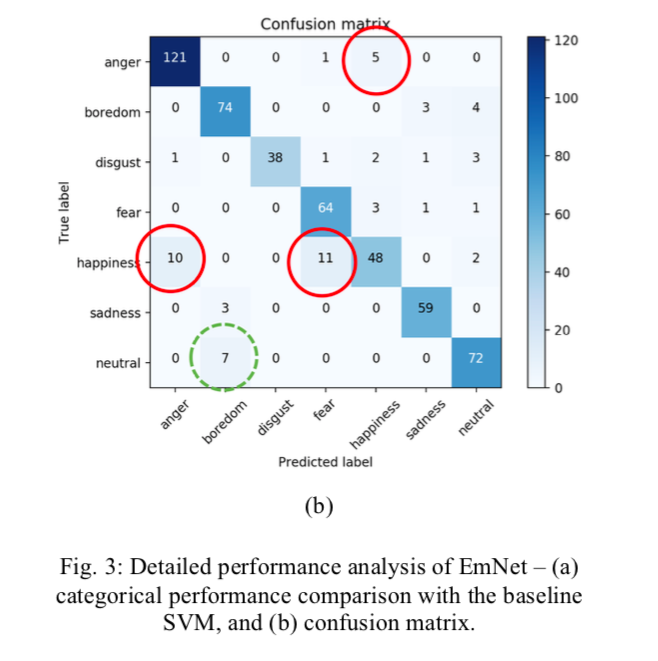 Confusion matrix
anger 121 0 0 1 5 0 0
boredom 0 74 0 0 0 3 4
disgust 1 0 38 1 2 1 3
fear 0 0 0 64 3 1 1
happiness 10 0 0 11 48 0 2
sadness 0 3 0 0 0 59 0
neutral 0 7 0 0 0 0 72
True label
anger boredom disgust fear happiness sadness neutral
Predicted label
120
100
80
60
40
20
0
(b)
Fig. 3: Detailed performance analysis of EmNet – (a)
categorical performance comparison with the baseline
SVM, and (b) confusion matrix.